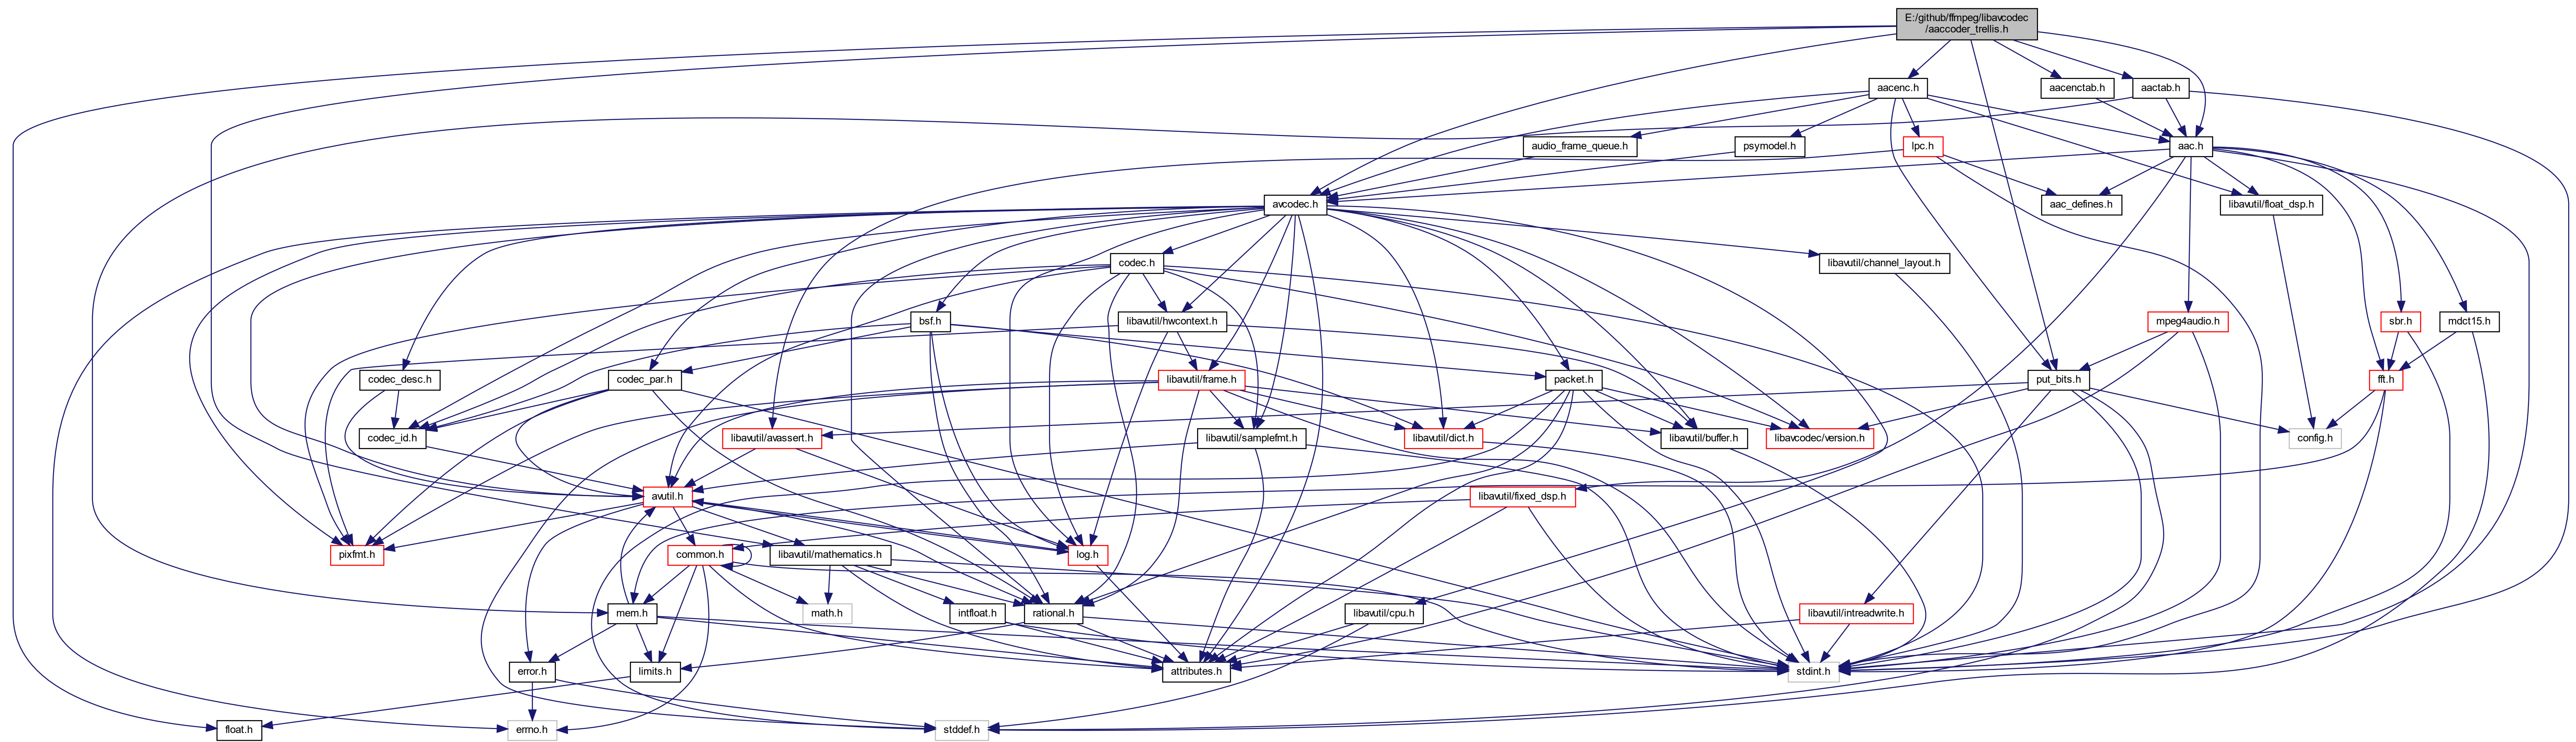 E:/github/ffmpeg/libavcodec
/aaccoder_trellis.h
aacenc.h
aacenctab.h
aactab.h
audio_frame_queue.h
psymodel.h
lpc.h
aac.h
avcodec.h
aac_defines.h
libavutil/float_dsp.h
codec.h
libavutil/channel_layout.h
bsf.h
libavutil/hwcontext.h
mpeg4audio.h
sbr.h
mdct15.h
codec_desc.h
codec_par.h
libavutil/frame.h
packet.h
put_bits.h
fft.h
codec_id.h
libavutil/avassert.h
libavutil/samplefmt.h
libavutil/dict.h
libavutil/buffer.h
libavcodec/version.h
config.h
avutil.h
libavutil/fixed_dsp.h
pixfmt.h
common.h
libavutil/mathematics.h
log.h
mem.h
math.h
intfloat.h
rational.h
libavutil/cpu.h
libavutil/intreadwrite.h
error.h
limits.h
attributes.h
stdint.h
float.h
errno.h
stddef.h